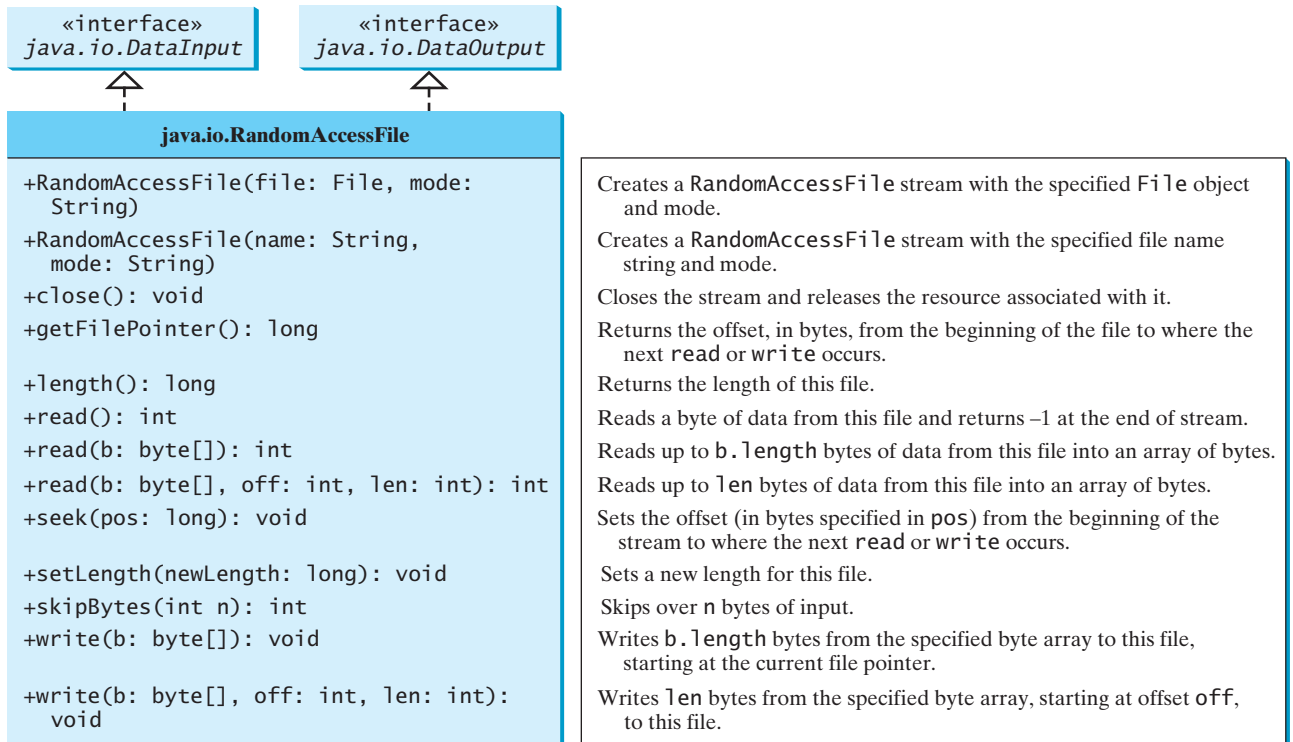 «interface»
java.io.DataInput
«interface»
java.io.DataOutput
java.io.RandomAccessFile
+RandomAccessFile(file: File, mode:
String)
+RandomAccessFile(name: String,
mode: String)
+close(): void
+getFilePointer(): long
+length(): long
+read(): int
+read(b: byte[]): int
+read(b: byte[], off: int, len: int): int
+seek(pos: long): void
+setLength(newLength: long): void
+skipBytes(int n): int
+write(b: byte[]): void
+write(b: byte[], off: int, len: int):
void
Creates a RandomAccessFile stream with the specified File object
and mode.
Creates a RandomAccessFile stream with the specified file name
string and mode.
Closes the stream and releases the resource associated with it.
Returns the offset, in bytes, from the beginning of the file to where the
next read or write occurs.
Returns the length of this file.
Reads a byte of data from this file and returns –1 at the end of stream.
Reads up to b.length bytes of data from this file into an array of bytes.
Reads up to len bytes of data from this file into an array of bytes.
Sets the offset (in bytes specified in pos) from the beginning of the
stream to where the next read or write occurs.
Sets a new length for this file.
Skips over n bytes of input.
Writes b.length bytes from the specified byte array to this file,
starting at the current file pointer.
Writes len bytes from the specified byte array, starting at offset off,
to this file.